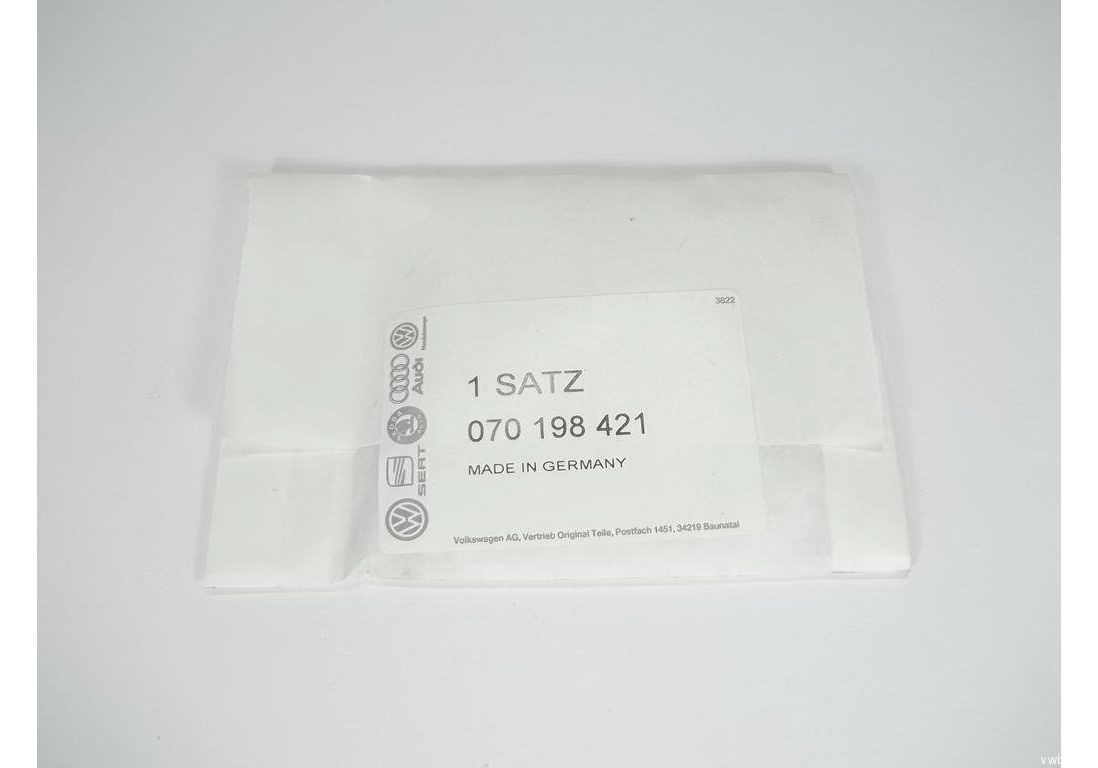 3622
1 SATZ
070 198 421
MADE IN GERMANY
Volkswagen AG, Vertrieb Original Teile, Postfach 1451, 34219 Baunatal
Audi
SEAT